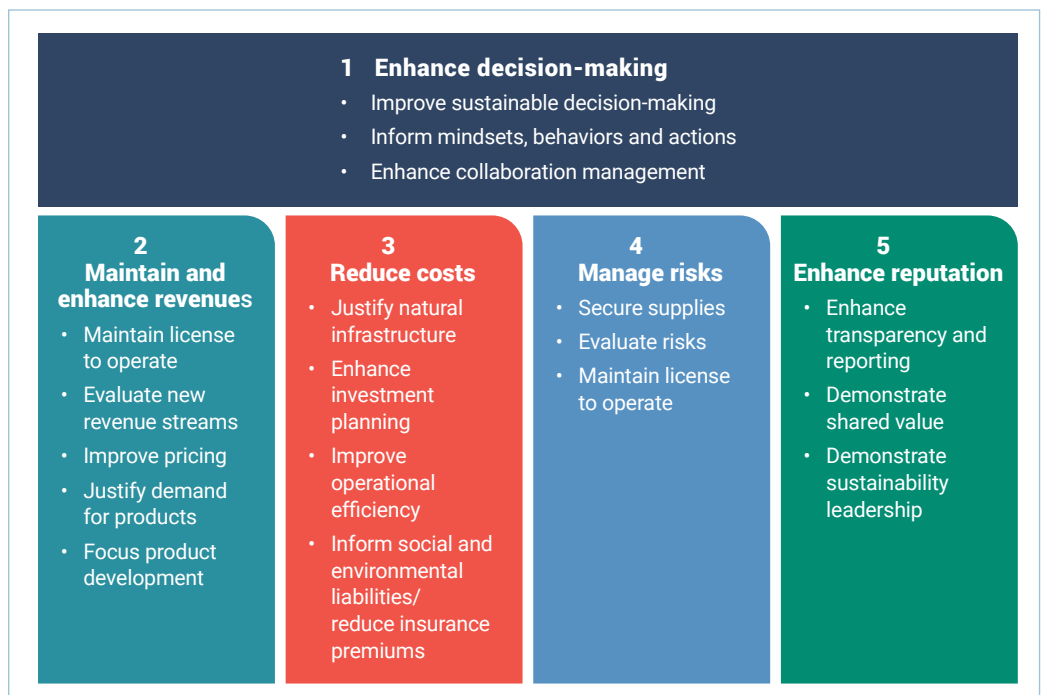 1 Enhance decision-making
• Improve sustainable decision-making
• Inform mindsets, behaviors and actions
• Enhance collaboration management
2
Maintain and
enhance revenues
• Maintain license
to operate
• Evaluate new
revenue streams
• Improve pricing
• Justify demand
for products
• Focus product
development
3
Reduce costs
• Justify natural
infrastructure
• Enhance
investment
planning
• Improve
operational
efficiency
• Inform social and
environmental
liabilities/
reduce insurance
premiums
4
Manage risks
• Secure supplies
• Evaluate risks
• Maintain license
to operate
5
Enhance reputation
• Enhance
transparency and
reporting
• Demonstrate
shared value
• Demonstrate
sustainability
leadership